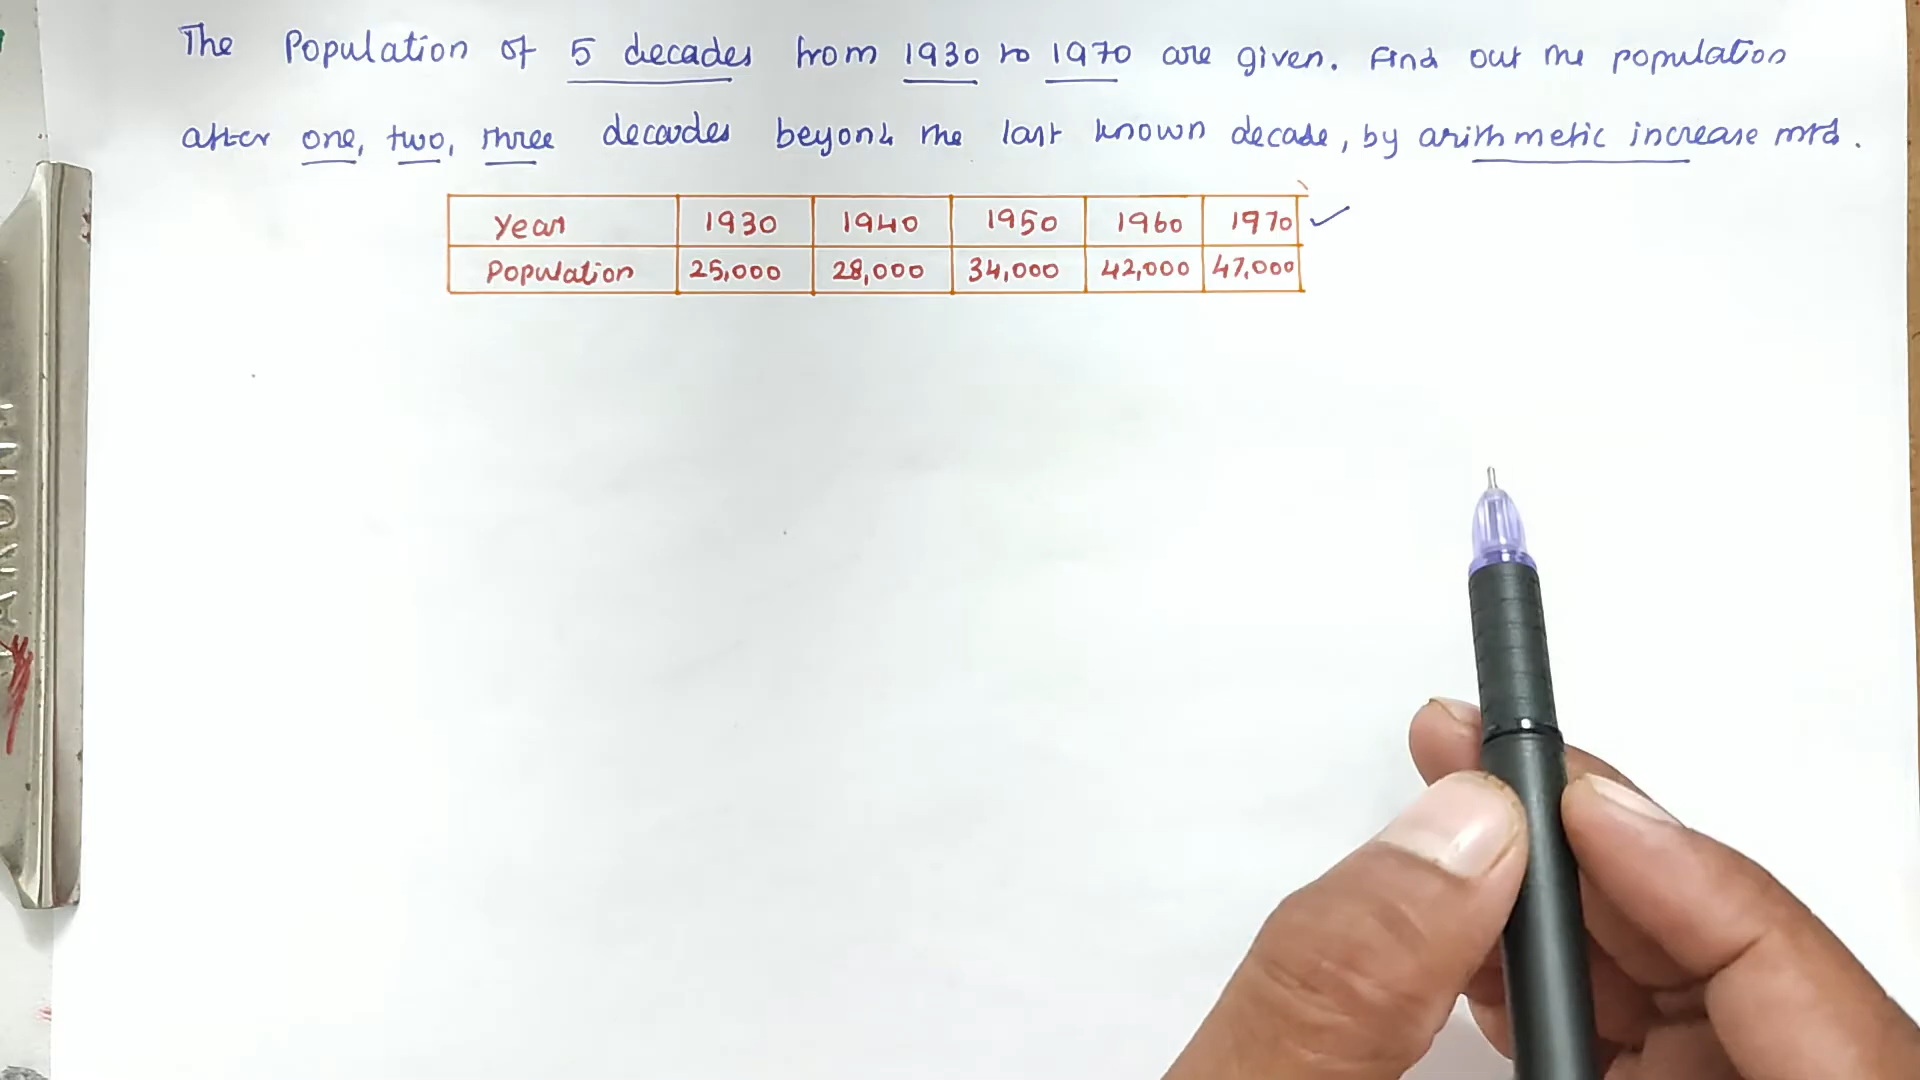 The Population of 5 decades from 1930 to 1970 are given. Find out the population
after one, two, three decades beyond the last known decade, by arithmetic increase mtd.
Year 1930 1940 1950 1960 1970
Population 25,000 28,000 34,000 42,000 47,000